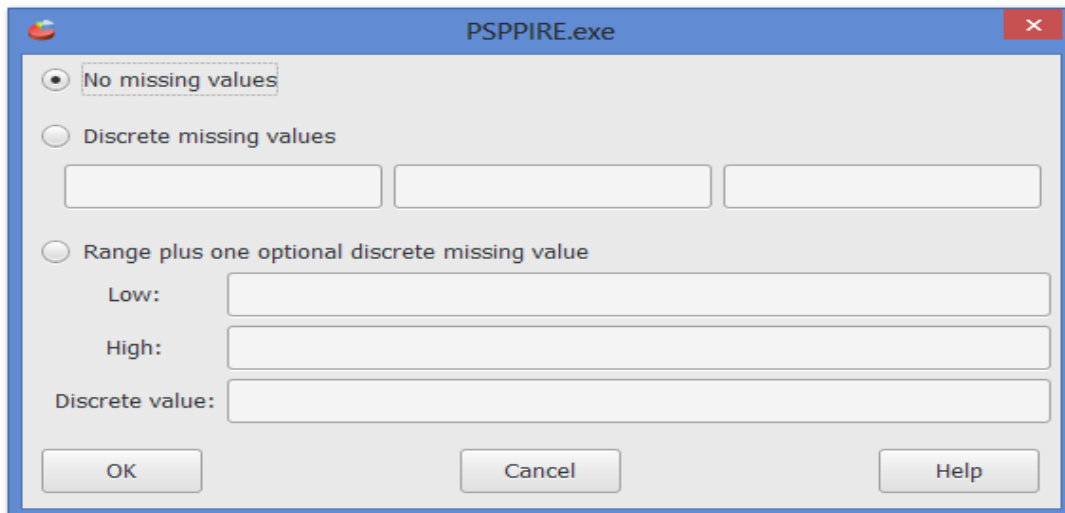 PSPPIRE.exe
No missing values
Discrete missing values
Range plus one optional discrete missing value
Low:
High:
Discrete value:
OK Cancel Help